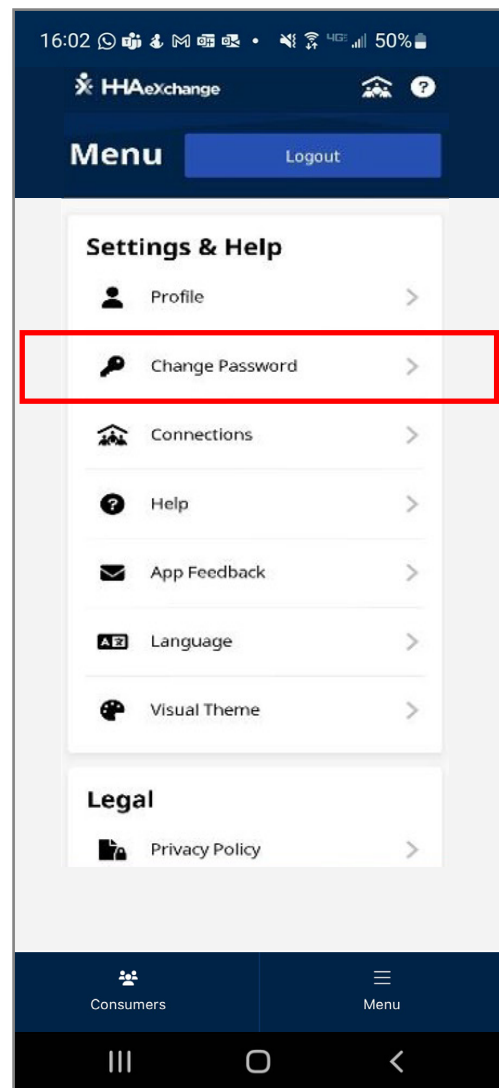 16:02 50%
HHAeXchange
Menu Logout
Settings & Help
Profile
Change Password
Connections
Help
App Feedback
Language
Visual Theme
Legal
Privacy Policy
Consumers Menu